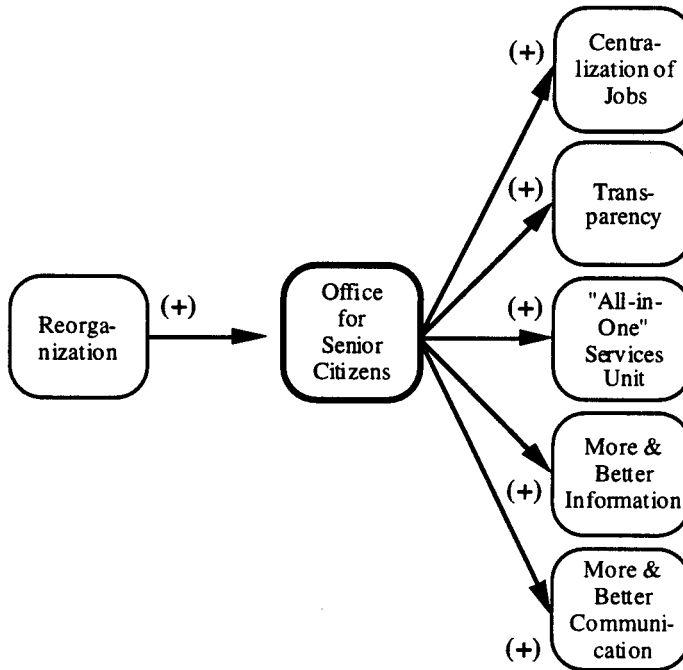 Reorga-
nization
(+)
Office
for
Senior
Citizens
(+)
Centra-
lization of
Jobs
(+)
Trans-
parency
(+)
"All-in-
One"
Services
Unit
(+)
More &
Better
Information
(+)
More &
Better
Communi-
cation